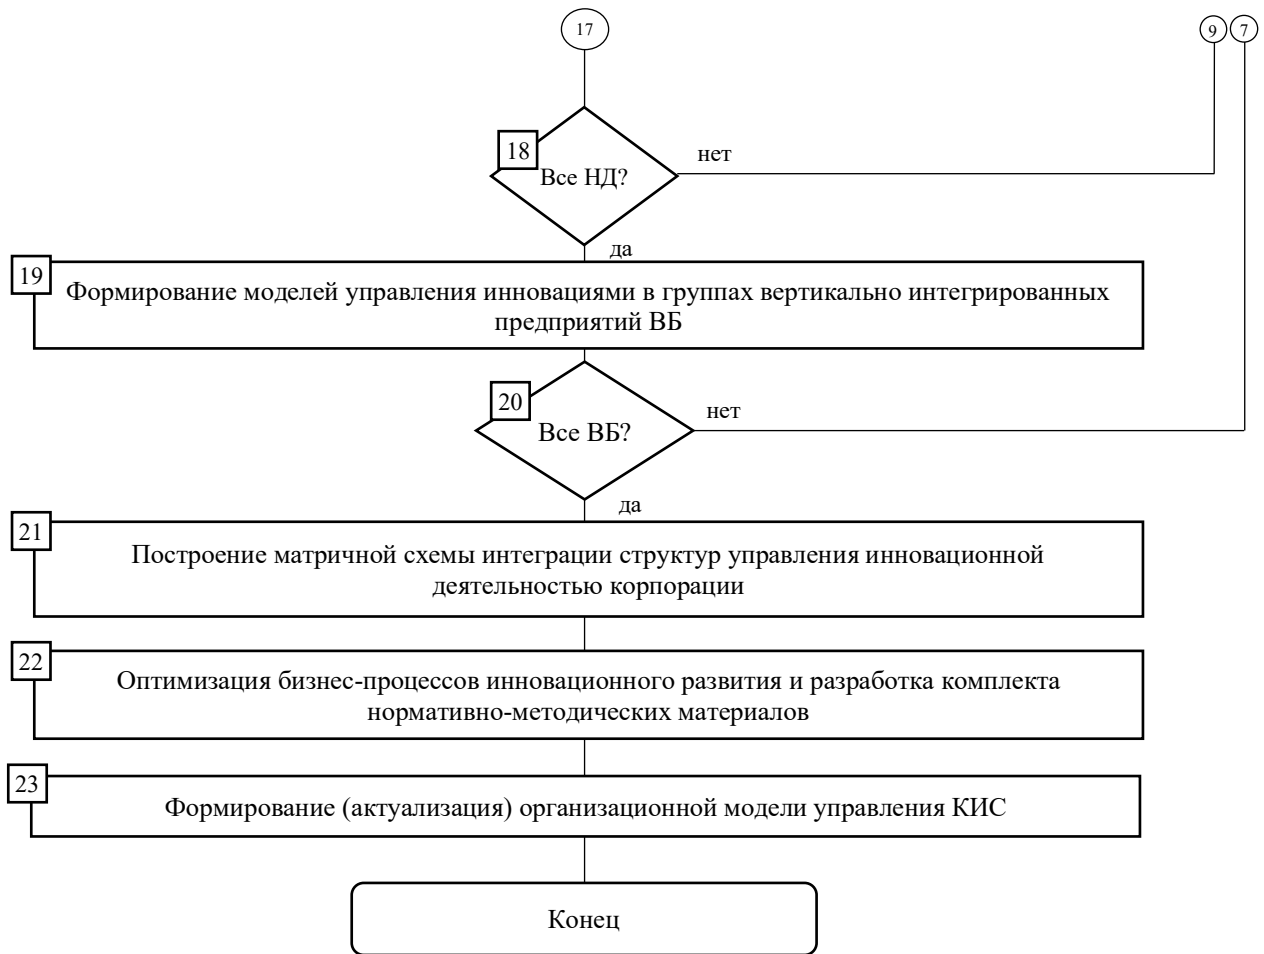 17
9
7
18
Все НД?
нет
да
19
Формирование моделей управления инновациями в группах вертикально интегрированных
предприятий ВБ
20
Все ВБ?
нет
да
21
Построение матричной схемы интеграции структур управления инновационной
деятельностью корпорации
22
Оптимизация бизнес-процессов инновационного развития и разработка комплекта
нормативно-методических материалов
23
Формирование (актуализация) организационной модели управления КИС
Конец